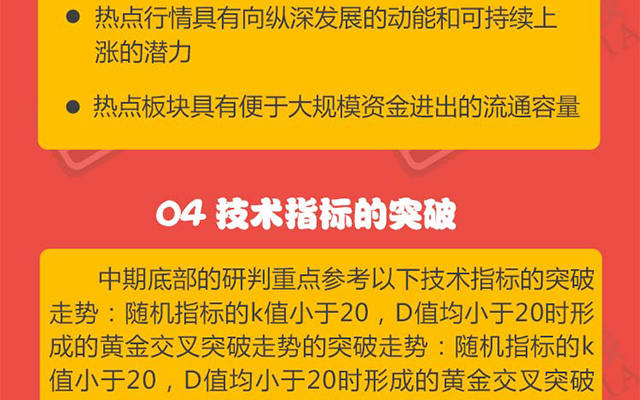 热点行情具有向纵深发展的动能和可持续上
涨的潜力
热点板块具有便于大规模资金进出的流通容量
04 技术指标的突破
中期底部的研判重点参考以下技术指标的突破
走势：随机指标的k值小于20，D值均小于20时形
成的黄金交叉突破走势的突破走势：随机指标的k
值小于20，D值均小于20时形成的黄金交叉突破